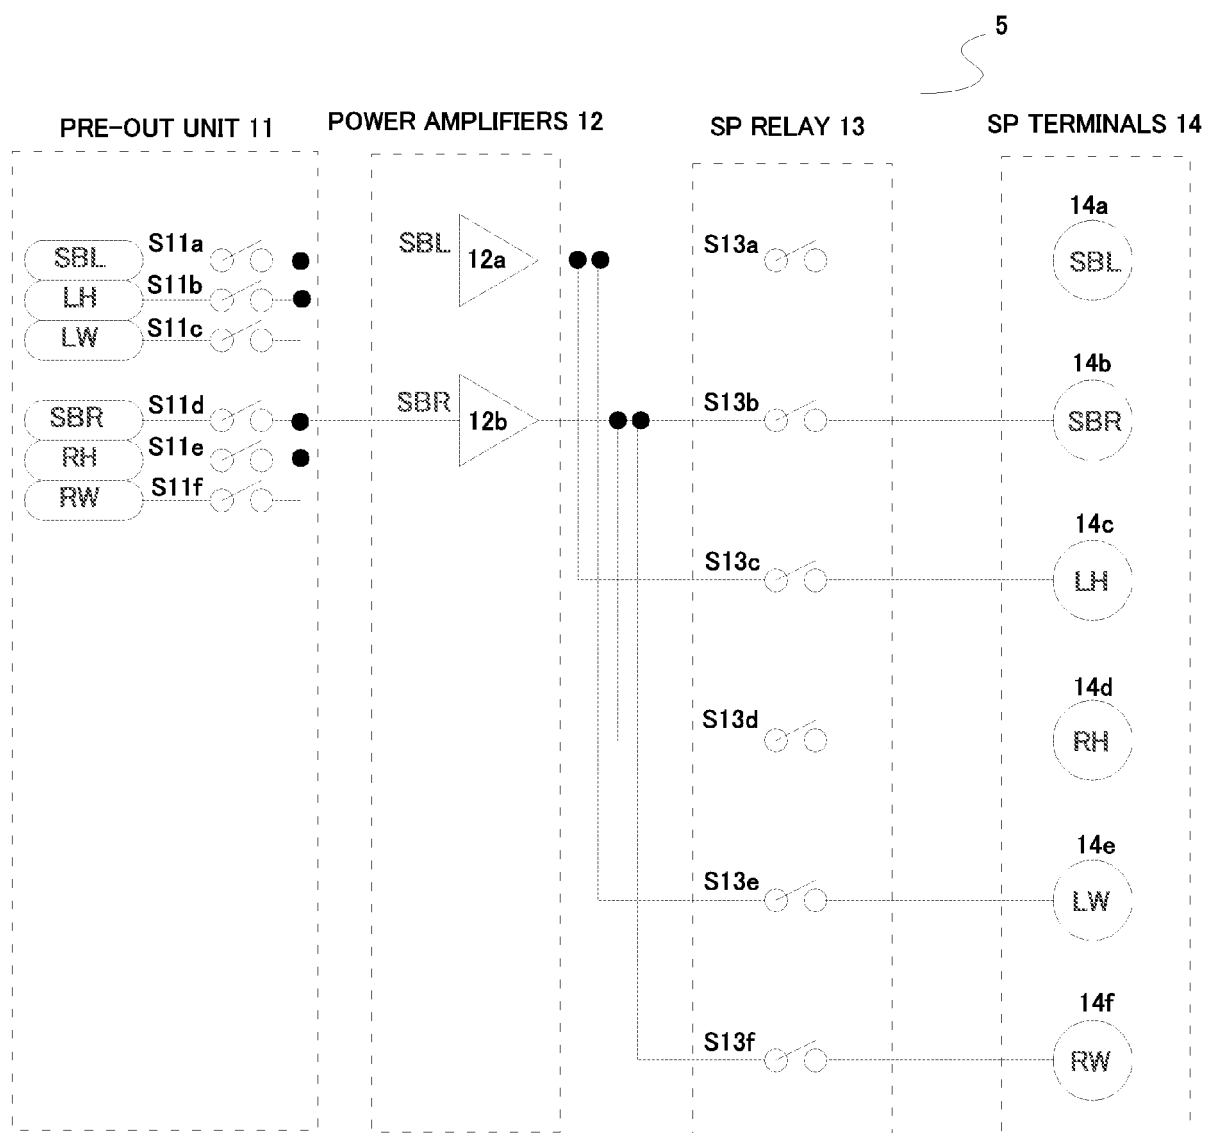 5
PRE-OUT UNIT 11
POWER AMPLIFIERS 12
SP RELAY 13
SP TERMINALS 14
SBL
S11a
LH
S11b
LW
S11c
SBR
S11d
RH
S11e
RW
S11f
SBL
12a
SBR
12b
S13a
S13b
S13c
S13d
S13e
S13f
14a
SBL
14b
SBR
14c
LH
14d
RH
14e
LW
14f
RW